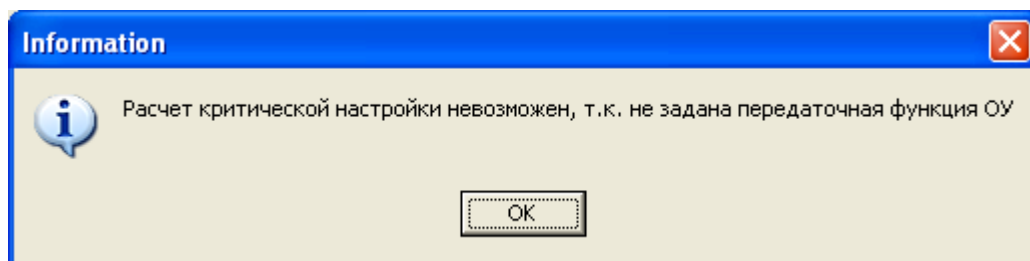 Information
Расчет критической настройки невозможен, т.к. не задана передаточная функция ОУ
OK